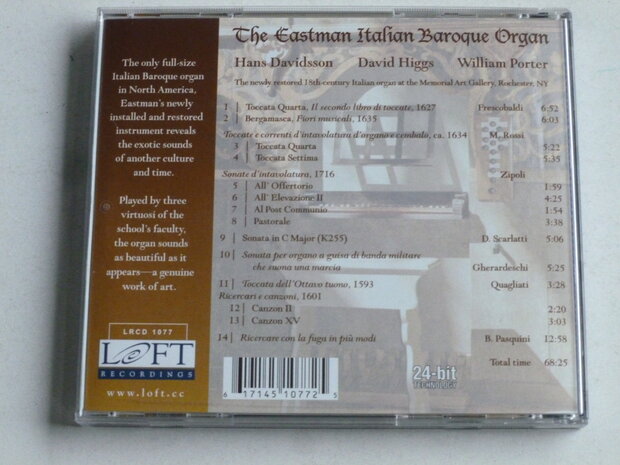 The Eastman Italian Baroque Organ
Hans Davidsson David Higgs William Porter
The newly restored 18th-century Italian organ at the Memorial Art Gallery, Rochester, NY
The only full-size
Italian Baroque organ
in North America,
Eastman's newly
installed and restored
instrument reveals
the exotic sounds
of another culture
and time.
Played by three
virtuosi of the
school's faculty,
the organ sounds
as beautiful as it
appears—a genuine
work of art.
LRCD 1077
LOFT
RECORDINGS
www.loft.cc
1 | Toccata Quarta, Il secondo libro di toccate, 1627 Frescobaldi 6:52
2 | Bergamasca, Fiori musicali, 1635 6:03
Toccate e correnti d'intavolatura d'organo e cembalo, ca. 1634 M. Rossi
3 | Toccata Quarta 5:22
4 | Toccata Settima 5:35
Sonate d'intavolatura, 1716 Zipoli
5 | All' Offertorio 1:59
6 | All' Elevazione II 4:25
7 | Al Post Communio 1:54
8 | Pastorale 3:38
9 | Sonata in C Major (K255) D. Scarlatti 5:06
10 | Sonata per organo a guisa di banda militare
che suona una marcia Gherardeschi 5:25
11 | Toccata dell'Ottavo tuono, 1593 Quagliati 3:28
Ricercari e canzoni, 1601
12 | Canzon II 2:20
13 | Canzon XV 3:03
14 | Ricercare con la fuga in più modi B. Pasquini 12:58
Total time 68:25
6 17145 10772 5
24-bit
TECHNOLOGY